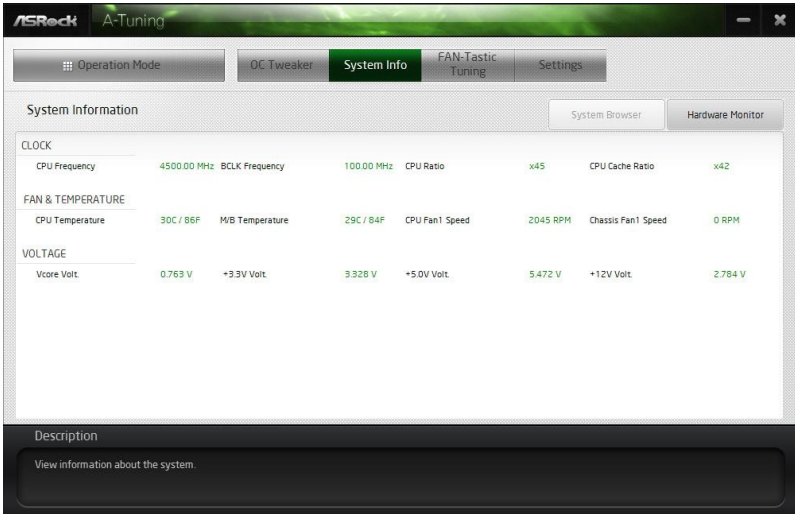 ASRock A-Tuning
Operation Mode OC Tweaker System Info FAN-Tastic
Tuning Settings
System Information System Browser Hardware Monitor
CLOCK
CPU Frequency 4500.00 MHz BCLK Frequency 100.00 MHz CPU Ratio x45 CPU Cache Ratio x42
FAN & TEMPERATURE
CPU Temperature 30C / 86F M/B Temperature 29C / 84F CPU Fan1 Speed 2045 RPM Chassis Fan1 Speed 0 RPM
VOLTAGE
Vcore Volt. 0.763 V +3.3V Volt. 3.328 V +5.0V Volt. 5.472 V +12V Volt. 2.784 V
Description
View information about the system.